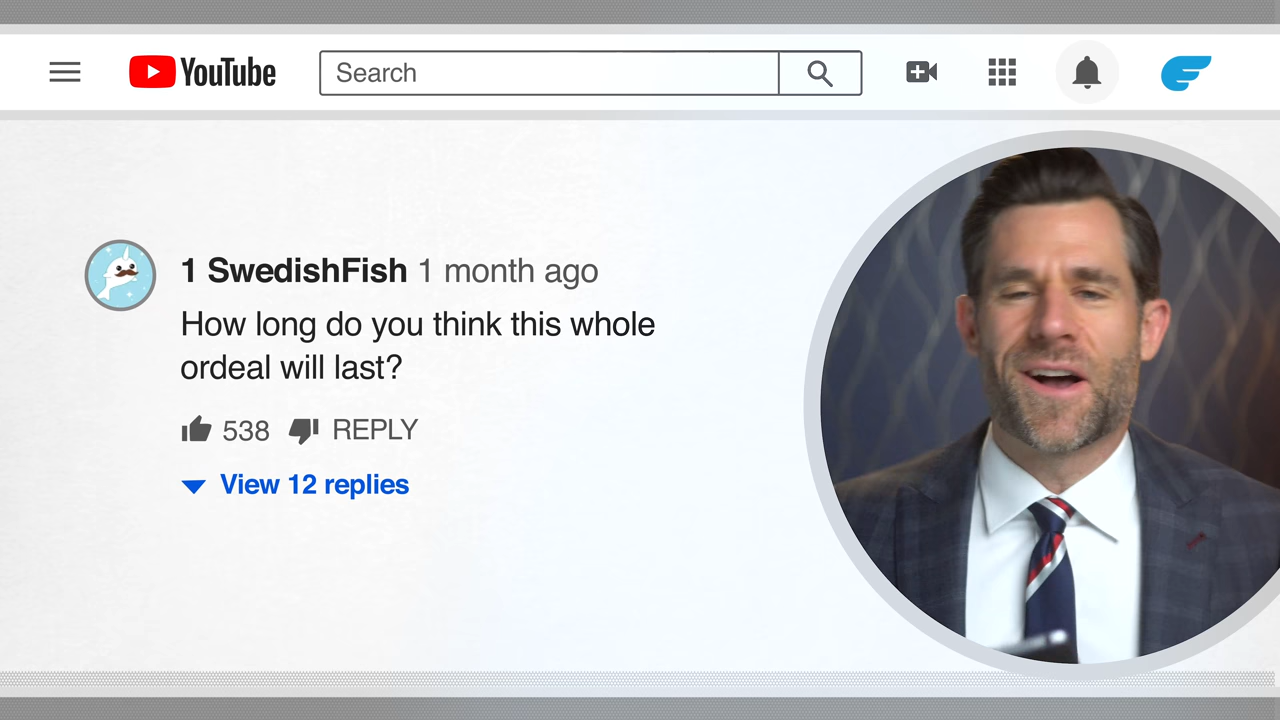 YouTube
Search
1 SwedishFish 1 month ago
How long do you think this whole
ordeal will last?
538 REPLY
View 12 replies